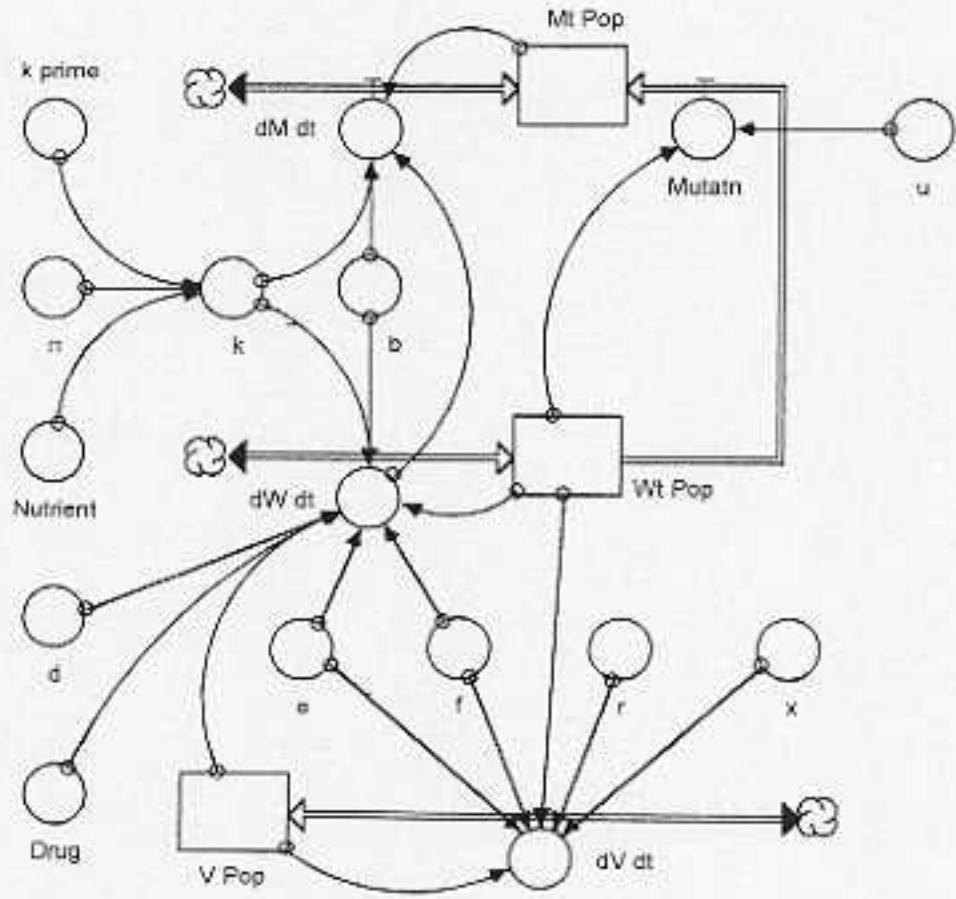 Mt Pop
k prime
dM dt
Mutatn
u
n
k
b
Nutrient
dW dt
Wt Pop
d
e
f
r
x
Drug
V Pop
dV dt